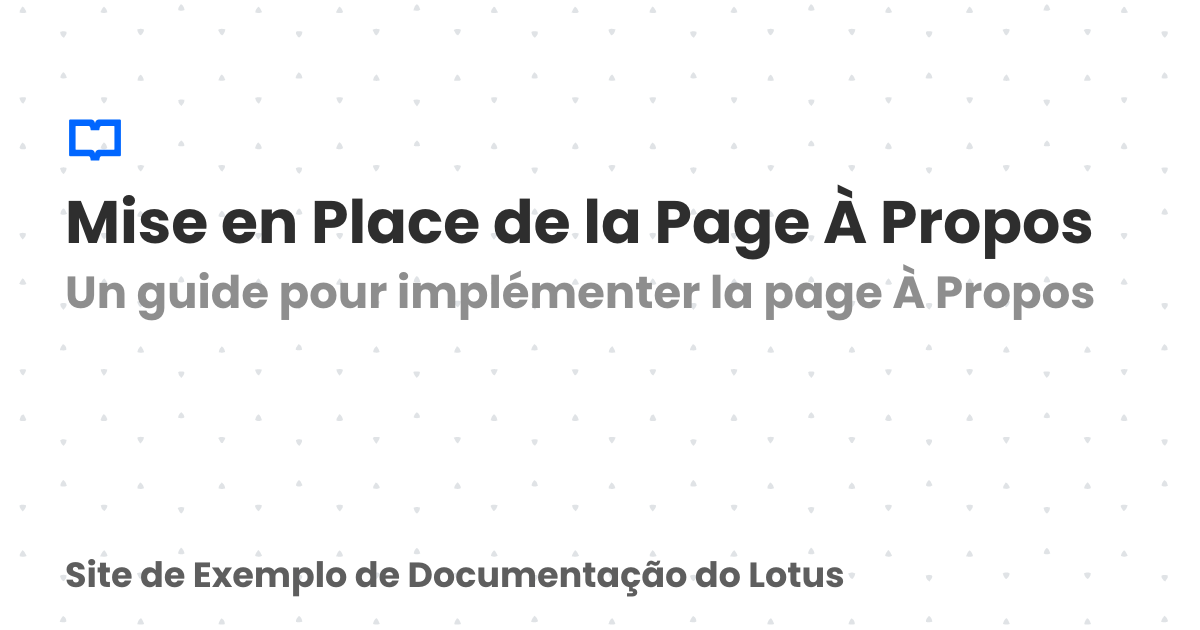 Mise en Place de la Page À Propos
Un guide pour implémenter la page À Propos
Site de Exemplo de Documentação do Lotus